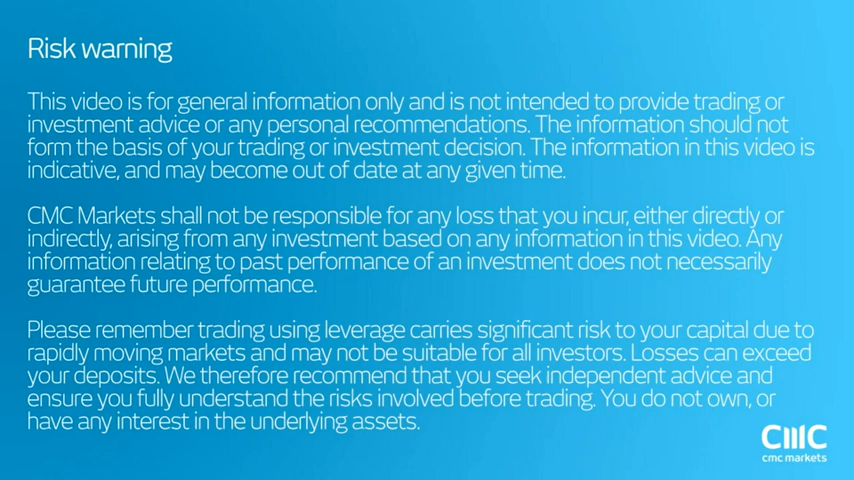 Risk warning
This video is for general information only and is not intended to provide trading or
investment advice or any personal recommendations. The information should not
form the basis of your trading or investment decision. The information in this video is
indicative, and may become out of date at any given time.
CMC Markets shall not be responsible for any loss that you incur, either directly or
indirectly, arising from any investment based on any information in this video. Any
information relating to past performance of an investment does not necessarily
guarantee future performance.
Please remember trading using leverage carries significant risk to your capital due to
rapidly moving markets and may not be suitable for all investors. Losses can exceed
your deposits. We therefore recommend that you seek independent advice and
ensure you fully understand the risks involved before trading. You do not own, or
have any interest in the underlying assets.
CMC
cmc markets